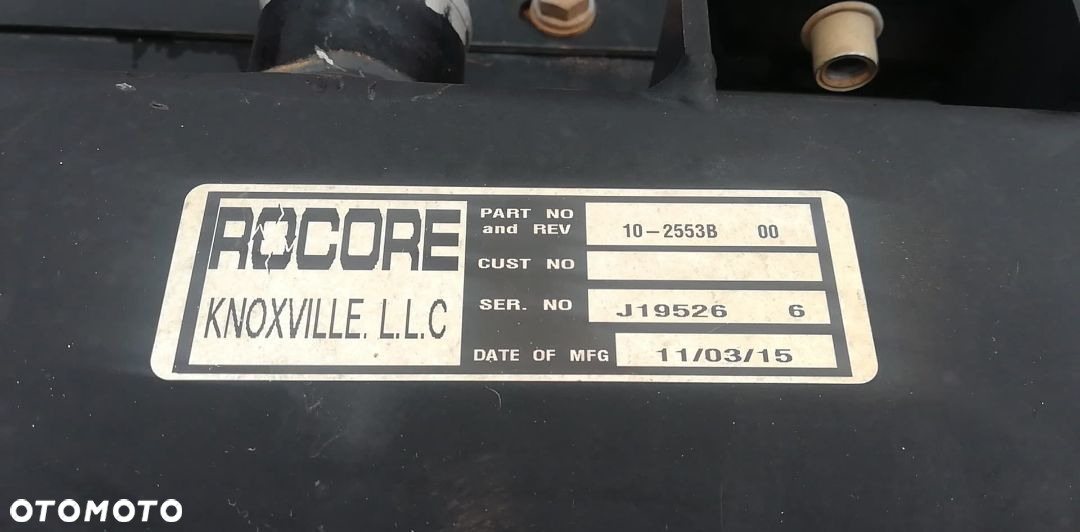 ROCORE
KNOXVILLE. L.L.C
PART NO and REV 10-2553B 00
CUST NO
SER. NO J19526 6
DATE OF MFG 11/03/15
OTOMOTO